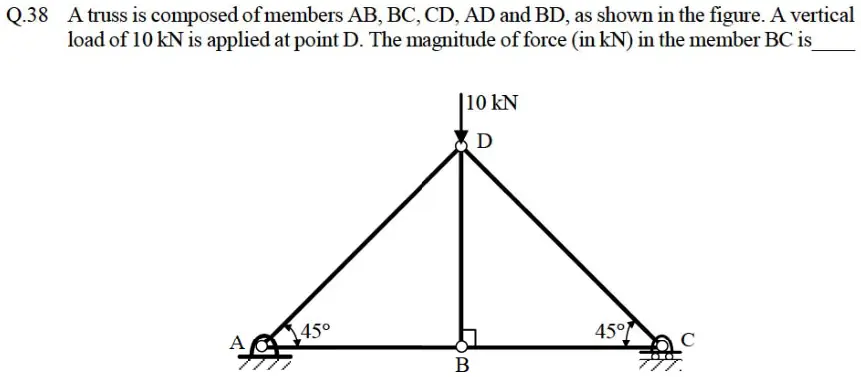 Q.38 A truss is composed of members AB, BC, CD, AD and BD, as shown in the figure. A vertical
load of 10 kN is applied at point D. The magnitude of force (in kN) in the member BC is____
10 kN
D
45°
45°
A
C
B